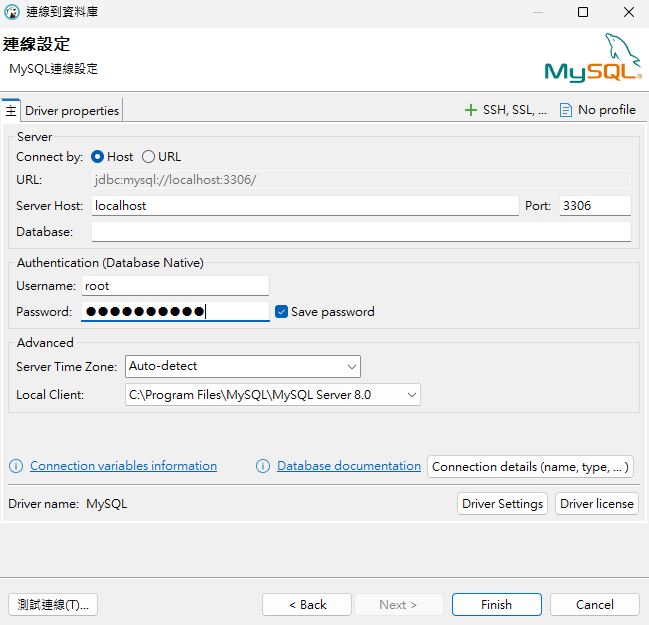 連線到資料庫
連線設定
MySQL連線設定
MySQL®
主 Driver properties SSH, SSL, ... No profile
Server
Connect by: Host URL
URL: jdbc:mysql://localhost:3306/
Server Host: localhost Port: 3306
Database:
Authentication (Database Native)
Username: root
Password: ●●●●●●●●●● Save password
Advanced
Server Time Zone: Auto-detect
Local Client: C:\Program Files\MySQL\MySQL Server 8.0
Connection variables information Database documentation Connection details (name, type, ... )
Driver name: MySQL Driver Settings Driver license
測試連線(T)... < Back Next > Finish Cancel